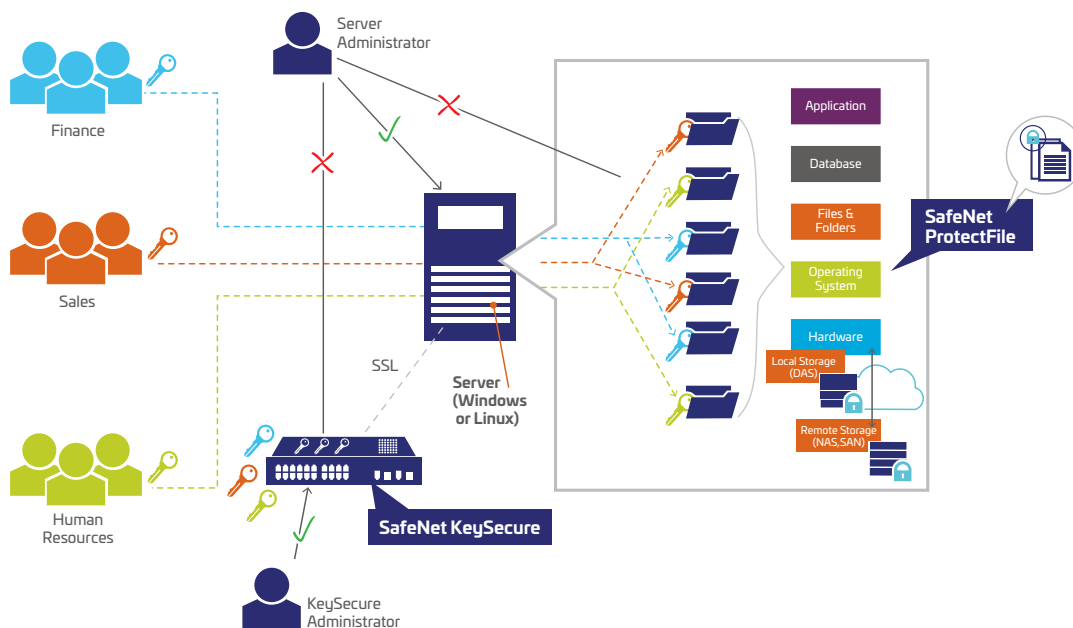 Server
Administrator
Finance
Sales
Human
Resources
SSL
Server
(Windows
or Linux)
SafeNet KeySecure
KeySecure
Administrator
Application
Database
Files &
Folders
Operating
System
Hardware
Local Storage
(DAS)
Remote Storage
(NAS,SAN)
SafeNet
ProtectFile